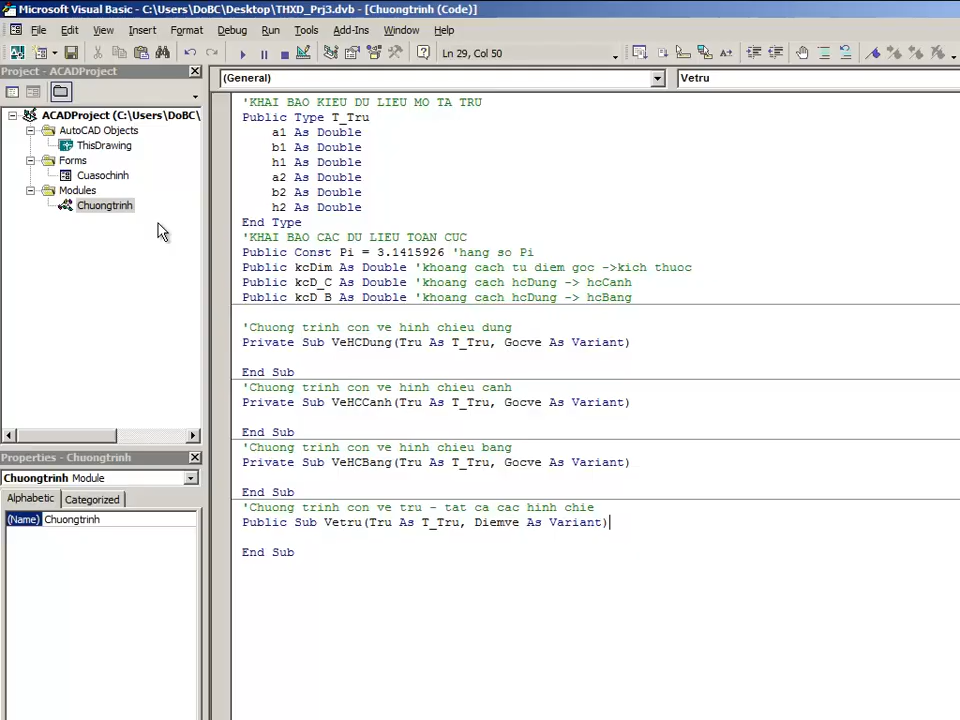 Microsoft Visual Basic - C:\Users\DoBC\Desktop\THXD_Prj3.dvb - [Chuongtrinh (Code)]
File Edit View Insert Format Debug Run Tools Add-Ins Window Help
Ln 29, Col 50
Project - ACADProject
(General)
Vetru
ACADProject (C:\Users\DoBC\
AutoCAD Objects
ThisDrawing
Forms
Cuasochinh
Modules
Chuongtrinh
Properties - Chuongtrinh
Chuongtrinh Module
Alphabetic Categorized
(Name) Chuongtrinh
'KHAI BAO KIEU DU LIEU MO TA TRU
Public Type T_Tru
a1 As Double
b1 As Double
h1 As Double
a2 As Double
b2 As Double
h2 As Double
End Type
'KHAI BAO CAC DU LIEU TOAN CUC
Public Const Pi = 3.1415926 'hang so Pi
Public kcDim As Double 'khoang cach tu diem goc ->kich thuoc
Public kcD_C As Double 'khoang cach hcDung -> hcCanh
Public kcD_B As Double 'khoang cach hcDung -> hcBang
'Chuong trinh con ve hinh chieu dung
Private Sub VeHCDung(Tru As T_Tru, Gocve As Variant)
End Sub
'Chuong trinh con ve hinh chieu canh
Private Sub VeHCCanh(Tru As T_Tru, Gocve As Variant)
End Sub
'Chuong trinh con ve hinh chieu bang
Private Sub VeHCBang(Tru As T_Tru, Gocve As Variant)
End Sub
'Chuong trinh con ve tru - tat ca cac hinh chie
Public Sub Vetru(Tru As T_Tru, Diemve As Variant)
End Sub